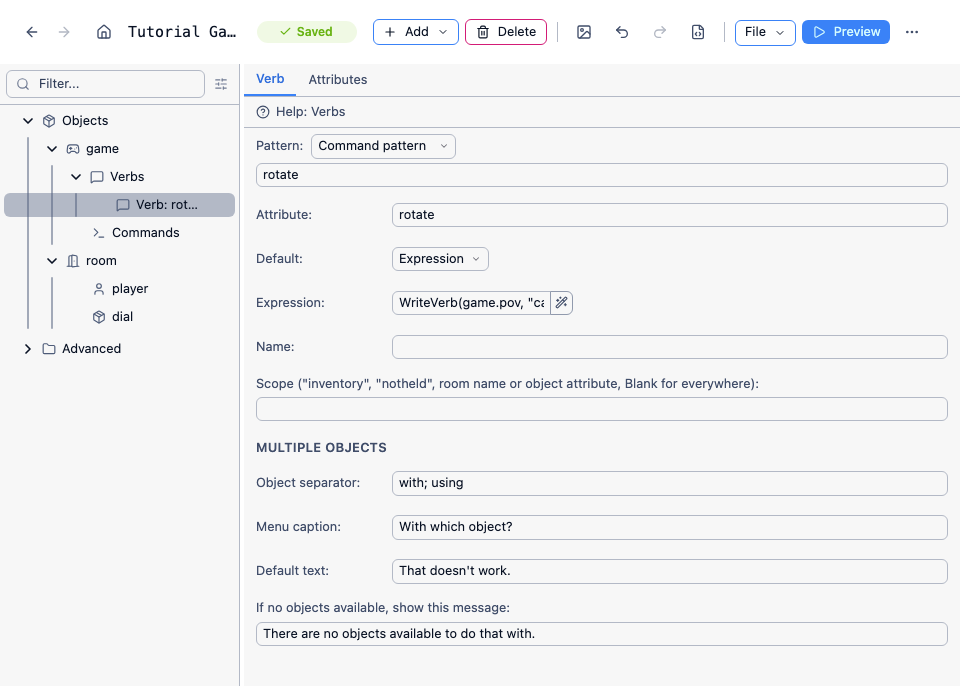 Tutorial Ga...
Saved
Add
Delete
File
Preview
Filter...
Objects
game
Verbs
Verb: rot...
Commands
room
player
dial
Advanced
Verb
Attributes
Help: Verbs
Pattern: Command pattern
rotate
Attribute: rotate
Default: Expression
Expression: WriteVerb(game.pov, "ca
Name:
Scope ("inventory", "notheld", room name or object attribute, Blank for everywhere):
MULTIPLE OBJECTS
Object separator: with; using
Menu caption: With which object?
Default text: That doesn't work.
If no objects available, show this message:
There are no objects available to do that with.